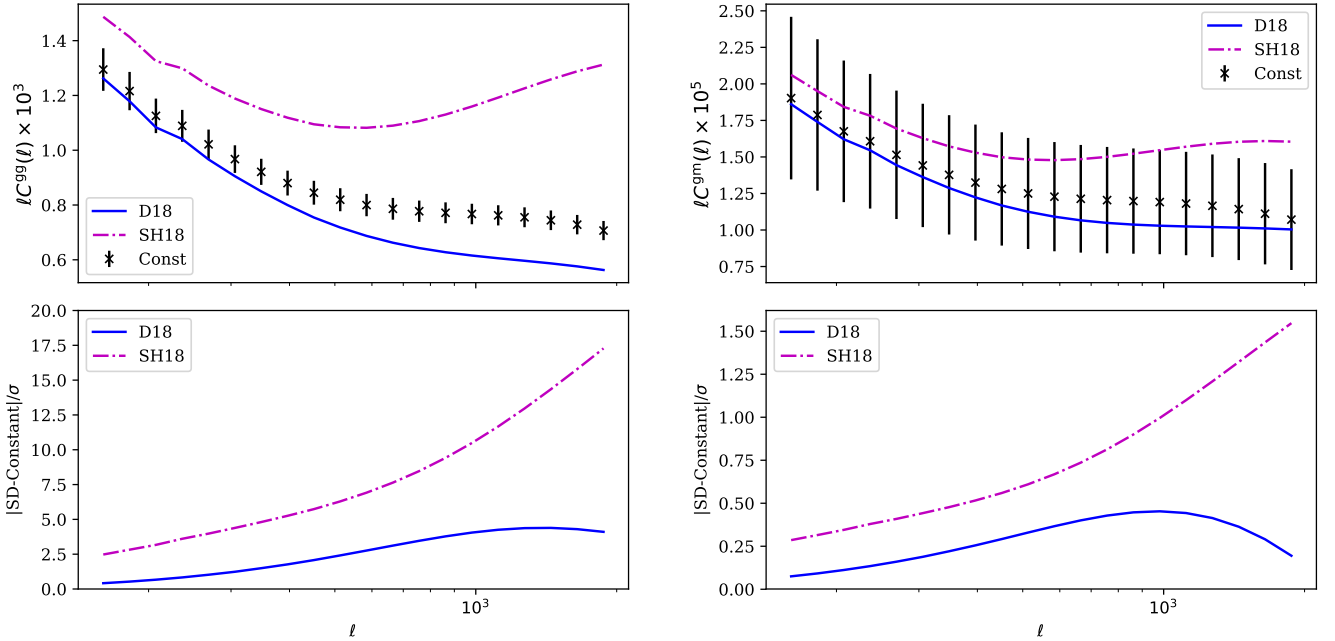 ℓC^gg(ℓ) × 10^3
1.4
1.2
1.0
0.8
0.6
D18
SH18
Const
ℓC^gm(ℓ) × 10^5
2.50
2.25
2.00
1.75
1.50
1.25
1.00
0.75
D18
SH18
Const
|SD-Constant|/σ
20.0
17.5
15.0
12.5
10.0
7.5
5.0
2.5
0.0
D18
SH18
10^3
ℓ
|SD-Constant|/σ
1.50
1.25
1.00
0.75
0.50
0.25
0.00
D18
SH18
10^3
ℓ